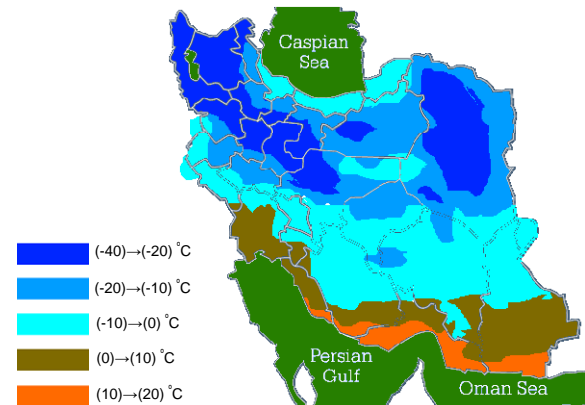 Caspian
Sea
(-40)→(-20) °C
(-20)→(-10) °C
(-10)→(0) °C
(0)→(10) °C
(10)→(20) °C
Persian
Gulf
Oman Sea